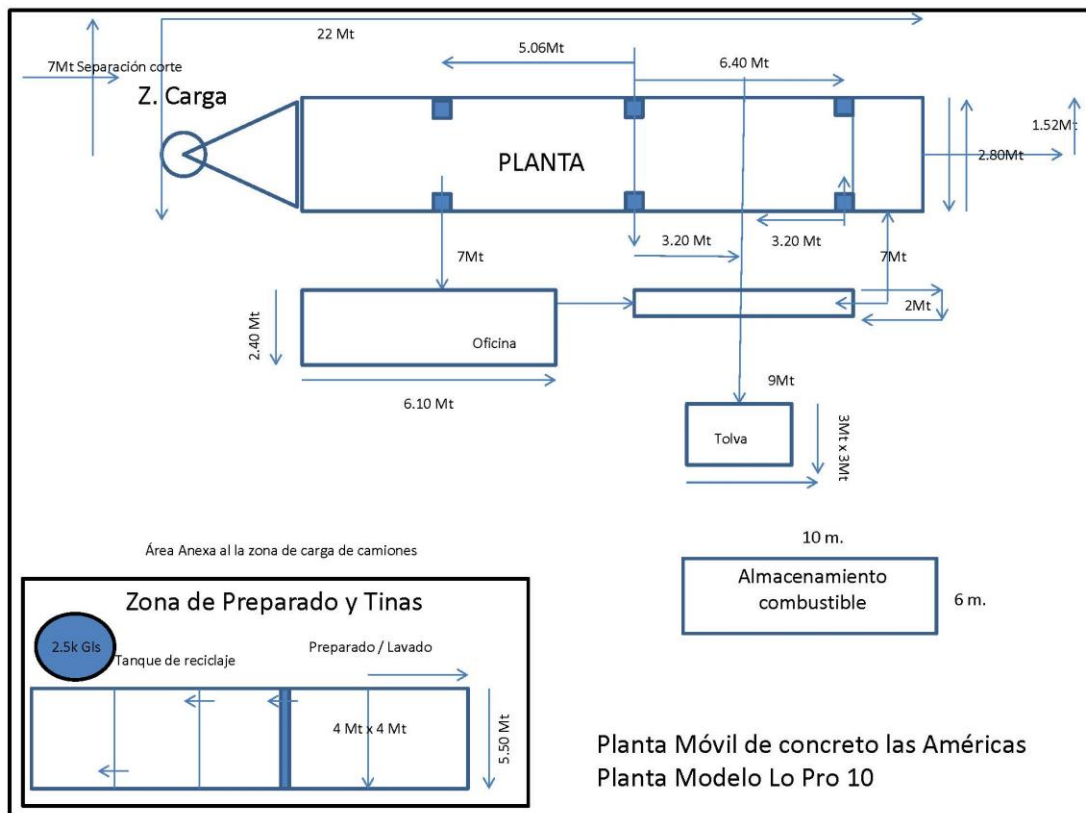 22 Mt
5.06Mt
6.40 Mt
7Mt Separación corte
Z. Carga
1.52Mt
PLANTA
2.80Mt
3.20 Mt
3.20 Mt
7Mt
7Mt
2Mt
2.40 Mt
Oficina
6.10 Mt
9Mt
Tolva
3Mt x 3Mt
Área Anexa al la zona de carga de camiones
10 m.
Almacenamiento
combustible
6 m.
Zona de Preparado y Tinas
2.5k Gls
Tanque de reciclaje
Preparado / Lavado
4 Mt x 4 Mt
5.50 Mt
Planta Móvil de concreto las Américas
Planta Modelo Lo Pro 10